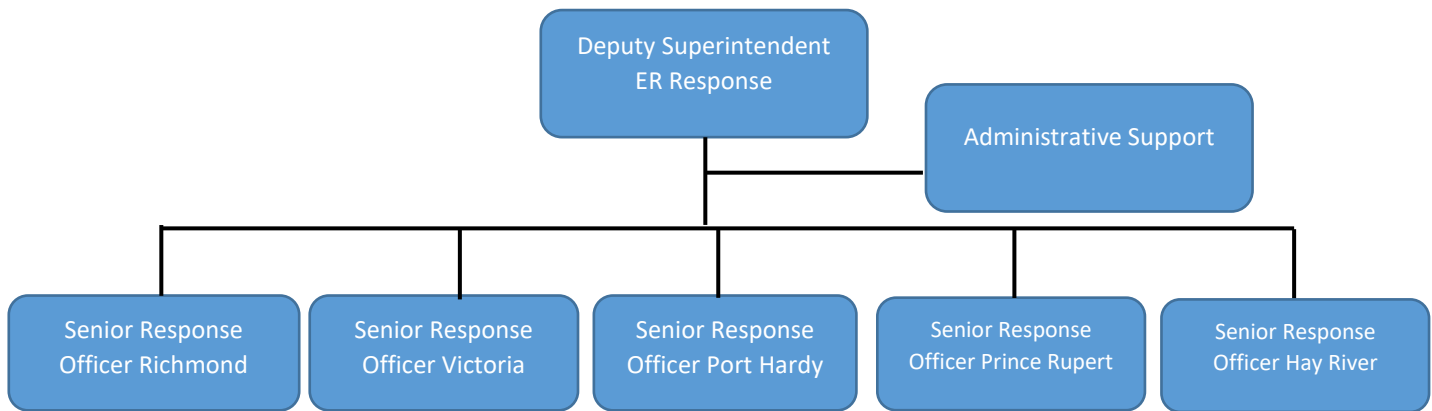 Deputy Superintendent
ER Response
Administrative Support
Senior Response
Officer Richmond
Senior Response
Officer Victoria
Senior Response
Officer Port Hardy
Senior Response
Officer Prince Rupert
Senior Response
Officer Hay River